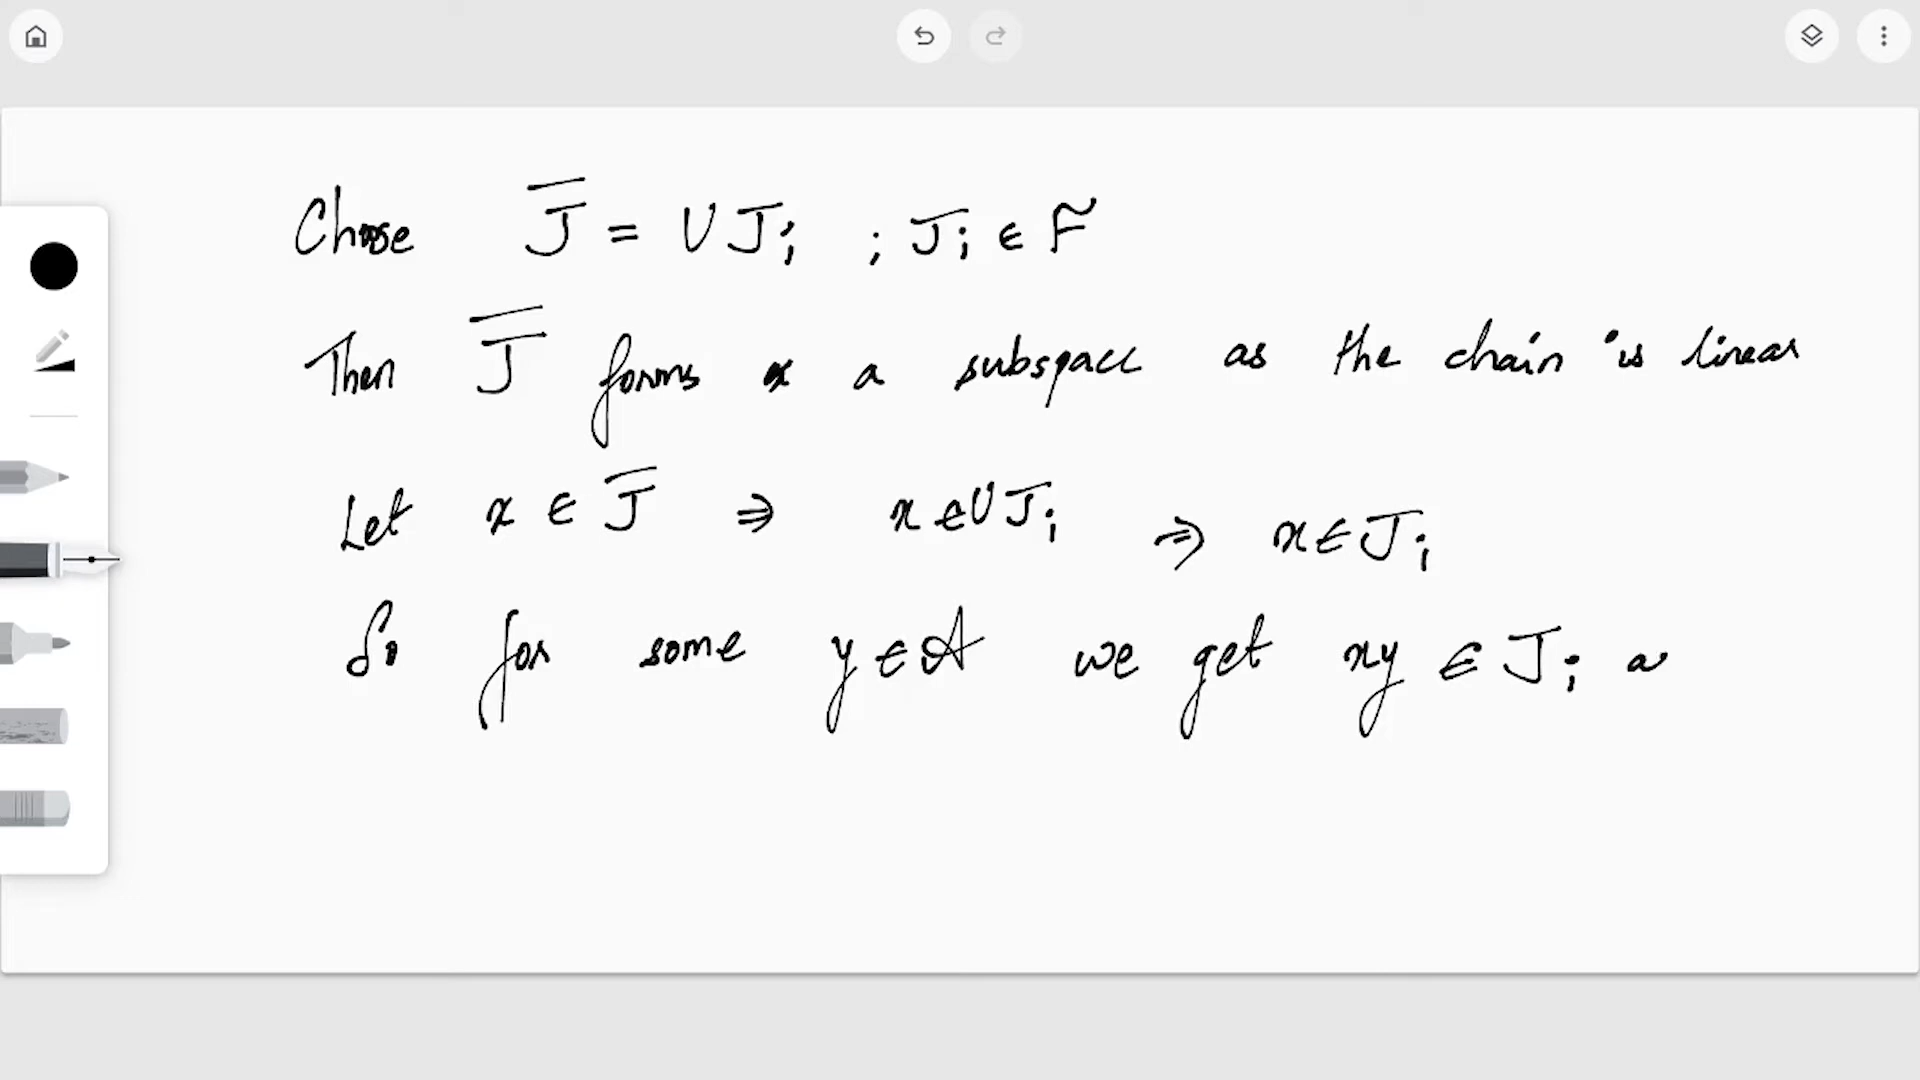 Choose J̅ = ∪Jᵢ ; Jᵢ ∈ F̃
Then J̅ forms a subspace as the chain is linear
Let x ∈ J̅ ⇒ x∈∪Jᵢ ⇒ x∈Jᵢ
So for some y∈A we get xy ∈ Jᵢ